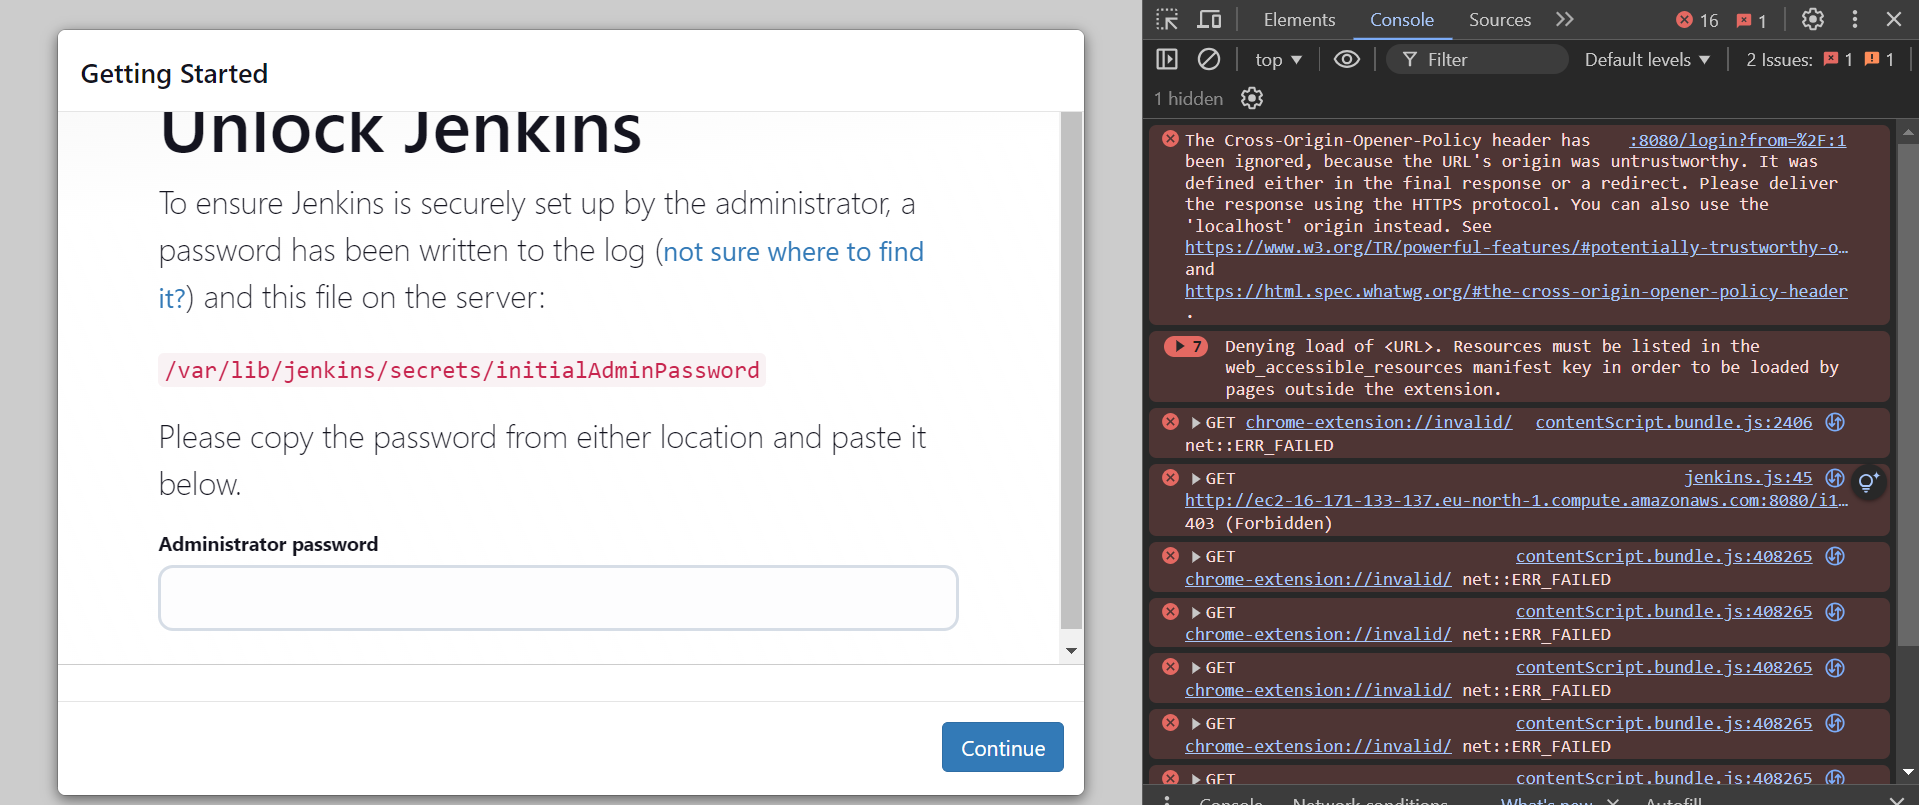 Getting Started
Unlock Jenkins
To ensure Jenkins is securely set up by the administrator, a
password has been written to the log (not sure where to find
it?) and this file on the server:
/var/lib/jenkins/secrets/initialAdminPassword
Please copy the password from either location and paste it
below.
Administrator password
Continue
Elements Console Sources 16 1
top Filter Default levels 2 Issues: 1 1
1 hidden
The Cross-Origin-Opener-Policy header has :8080/login?from=%2F:1
been ignored, because the URL's origin was untrustworthy. It was
defined either in the final response or a redirect. Please deliver
the response using the HTTPS protocol. You can also use the
'localhost' origin instead. See
https://www.w3.org/TR/powerful-features/#potentially-trustworthy-o…
and
https://html.spec.whatwg.org/#the-cross-origin-opener-policy-header
.
7 Denying load of <URL>. Resources must be listed in the
web_accessible_resources manifest key in order to be loaded by
pages outside the extension.
GET chrome-extension://invalid/ contentScript.bundle.js:2406
net::ERR_FAILED
GET jenkins.js:45
http://ec2-16-171-133-137.eu-north-1.compute.amazonaws.com:8080/i1…
403 (Forbidden)
GET contentScript.bundle.js:408265
chrome-extension://invalid/ net::ERR_FAILED
GET contentScript.bundle.js:408265
chrome-extension://invalid/ net::ERR_FAILED
GET contentScript.bundle.js:408265
chrome-extension://invalid/ net::ERR_FAILED
GET contentScript.bundle.js:408265
chrome-extension://invalid/ net::ERR_FAILED
GET contentScript.bundle.js:408265
Console Network conditions What's new Autofill